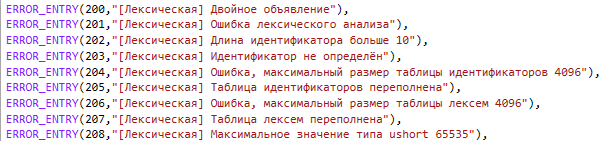 ERROR_ENTRY(200,"[Лексическая] Двойное объявление"),
ERROR_ENTRY(201,"[Лексическая] Ошибка лексического анализа"),
ERROR_ENTRY(202,"[Лексическая] Длина идентификатора больше 10"),
ERROR_ENTRY(203,"[Лексическая] Идентификатор не определён"),
ERROR_ENTRY(204,"[Лексическая] Ошибка, максимальный размер таблицы идентификаторов 4096"),
ERROR_ENTRY(205,"[Лексическая] Таблица идентификаторов переполнена"),
ERROR_ENTRY(206,"[Лексическая] Ошибка, максимальный размер таблицы лексем 4096"),
ERROR_ENTRY(207,"[Лексическая] Таблица лексем переполнена"),
ERROR_ENTRY(208,"[Лексическая] Максимальное значение типа ushort 65535"),